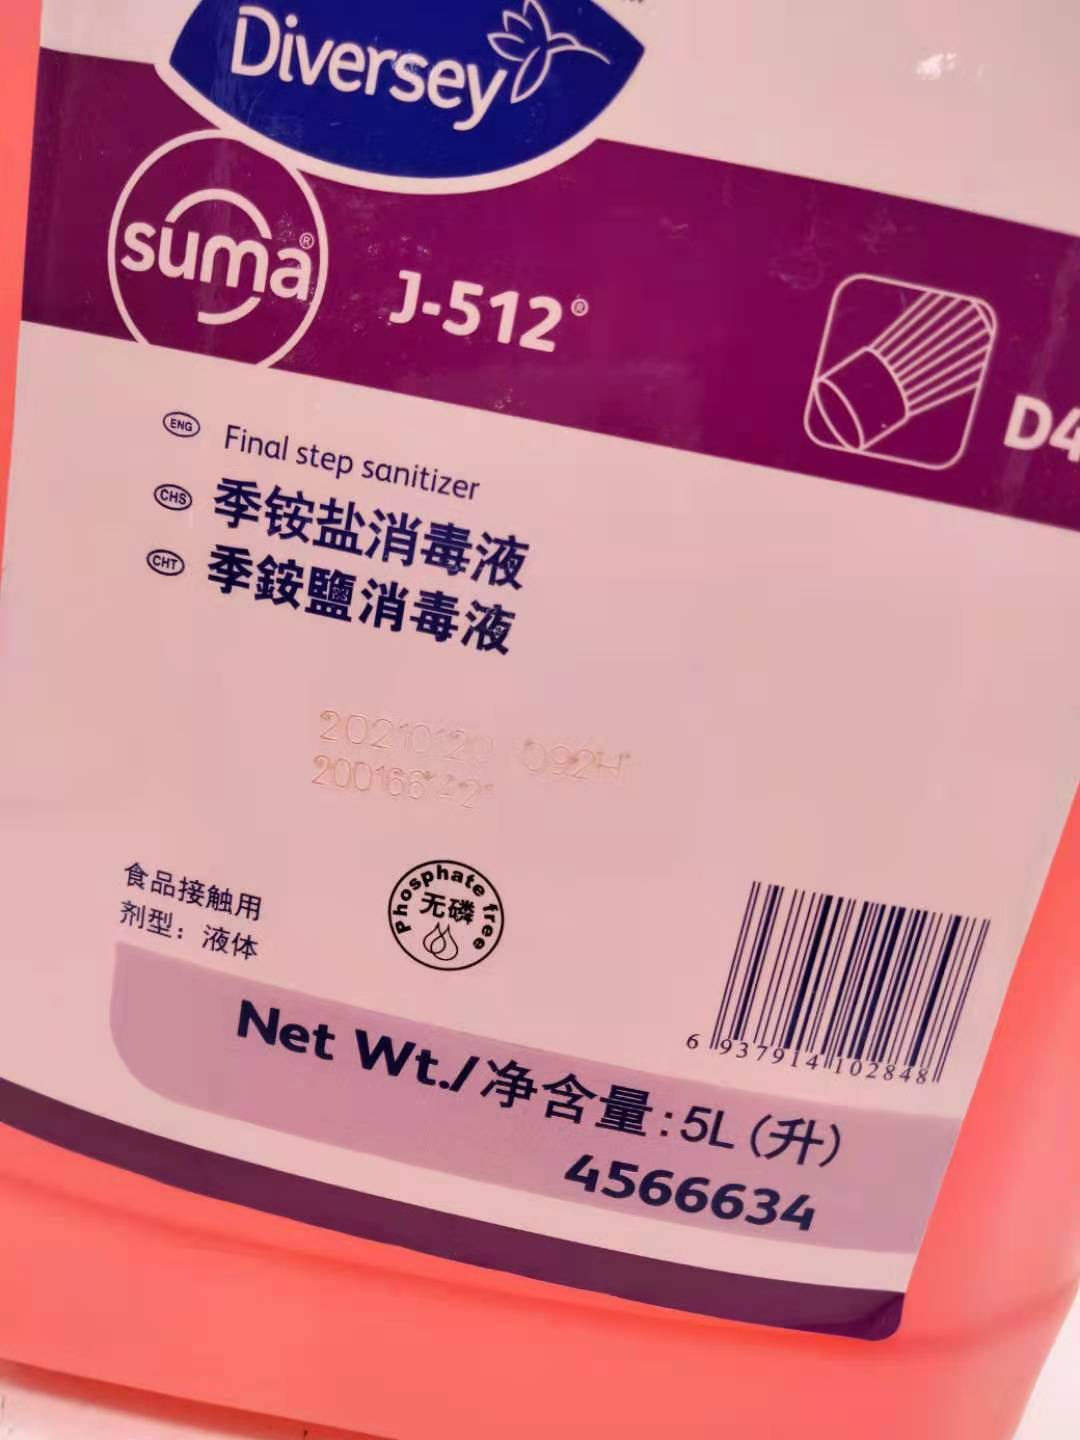 Diversey
suma®
J-512®
D4
ENG Final step sanitizer
CHS 季铵盐消毒液
CHT 季銨鹽消毒液
食品接触用
剂型：液体
Phosphate free
无磷
6 937914 102848
Net Wt./净含量:5L(升)
4566634